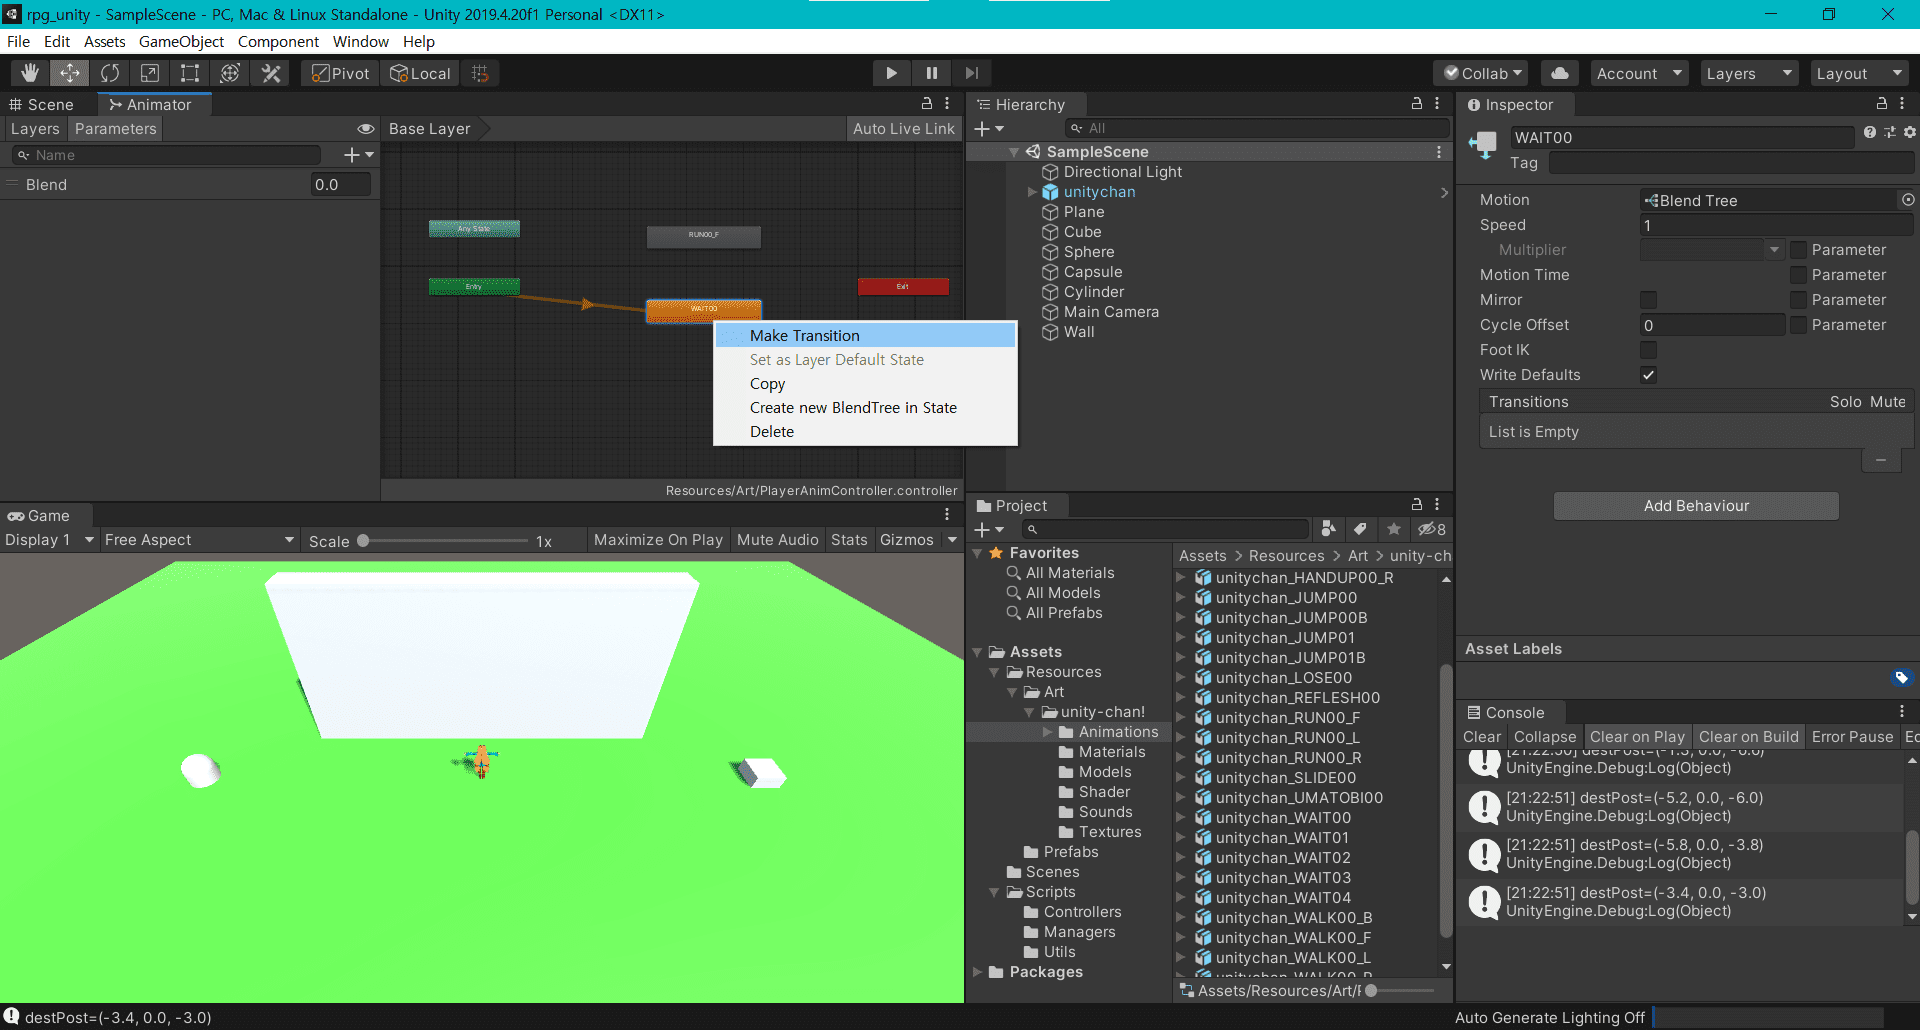 rpg_unity - SampleScene - PC, Mac & Linux Standalone - Unity 2019.4.20f1 Personal <DX11>
File Edit Assets GameObject Component Window Help
Pivot Local Collab Account Layers Layout
Scene Animator
Layers Parameters Base Layer Auto Live Link
Name
Blend 0.0
Any State
RUN00_F
Entry
Exit
WAIT00
Make Transition
Set as Layer Default State
Copy
Create new BlendTree in State
Delete
Resources/Art/PlayerAnimController.controller
Game
Display 1 Free Aspect Scale 1x Maximize On Play Mute Audio Stats Gizmos
Hierarchy
All
SampleScene
Directional Light
unitychan
Plane
Cube
Sphere
Capsule
Cylinder
Main Camera
Wall
Project
8
Favorites
All Materials
All Models
All Prefabs
Assets
Resources
Art
unity-chan!
Animations
Materials
Models
Shader
Sounds
Textures
Prefabs
Scenes
Scripts
Controllers
Managers
Utils
Packages
Assets > Resources > Art > unity-ch
unitychan_HANDUP00_R
unitychan_JUMP00
unitychan_JUMP00B
unitychan_JUMP01
unitychan_JUMP01B
unitychan_LOSE00
unitychan_REFLESH00
unitychan_RUN00_F
unitychan_RUN00_L
unitychan_RUN00_R
unitychan_SLIDE00
unitychan_UMATOBI00
unitychan_WAIT00
unitychan_WAIT01
unitychan_WAIT02
unitychan_WAIT03
unitychan_WAIT04
unitychan_WALK00_B
unitychan_WALK00_F
unitychan_WALK00_L
Assets/Resources/Art/
Inspector
WAIT00
Tag
Motion Blend Tree
Speed 1
Multiplier Parameter
Motion Time Parameter
Mirror Parameter
Cycle Offset 0 Parameter
Foot IK
Write Defaults
Transitions Solo Mute
List is Empty
Add Behaviour
Asset Labels
Console
Clear Collapse Clear on Play Clear on Build Error Pause Ec
UnityEngine.Debug:Log(Object)
[21:22:51] destPost=(-5.2, 0.0, -6.0)
UnityEngine.Debug:Log(Object)
[21:22:51] destPost=(-5.8, 0.0, -3.8)
UnityEngine.Debug:Log(Object)
[21:22:51] destPost=(-3.4, 0.0, -3.0)
UnityEngine.Debug:Log(Object)
destPost=(-3.4, 0.0, -3.0)
Auto Generate Lighting Off